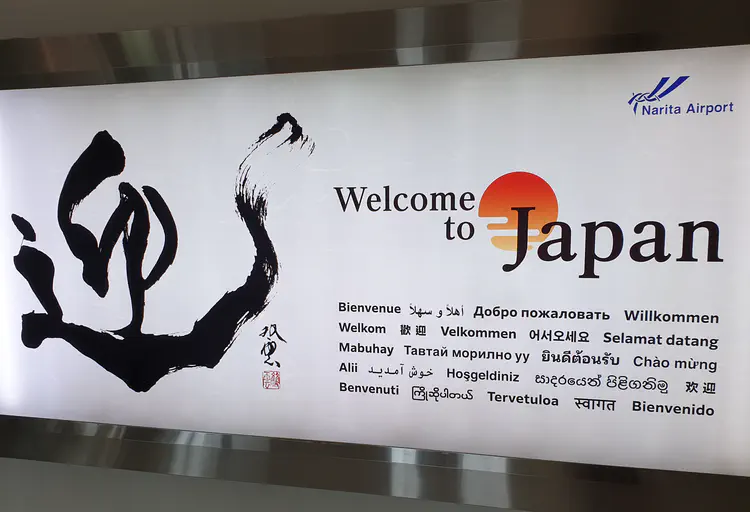 迎
Narita Airport
Welcome
to Japan
Bienvenue أهلاً و سهلاً Добро пожаловать Willkommen
Welkom 歡迎 Velkommen 어서오세요 Selamat datang
Mabuhay Тавтай морилно уу ยินดีต้อนรับ Chào mừng
Alii خوش آمدید Hoşgeldiniz සාදරයෙන් පිළිගනිමු 欢迎
Benvenuti ကြိုဆိုပါတယ် Tervetuloa स्वागत Bienvenido